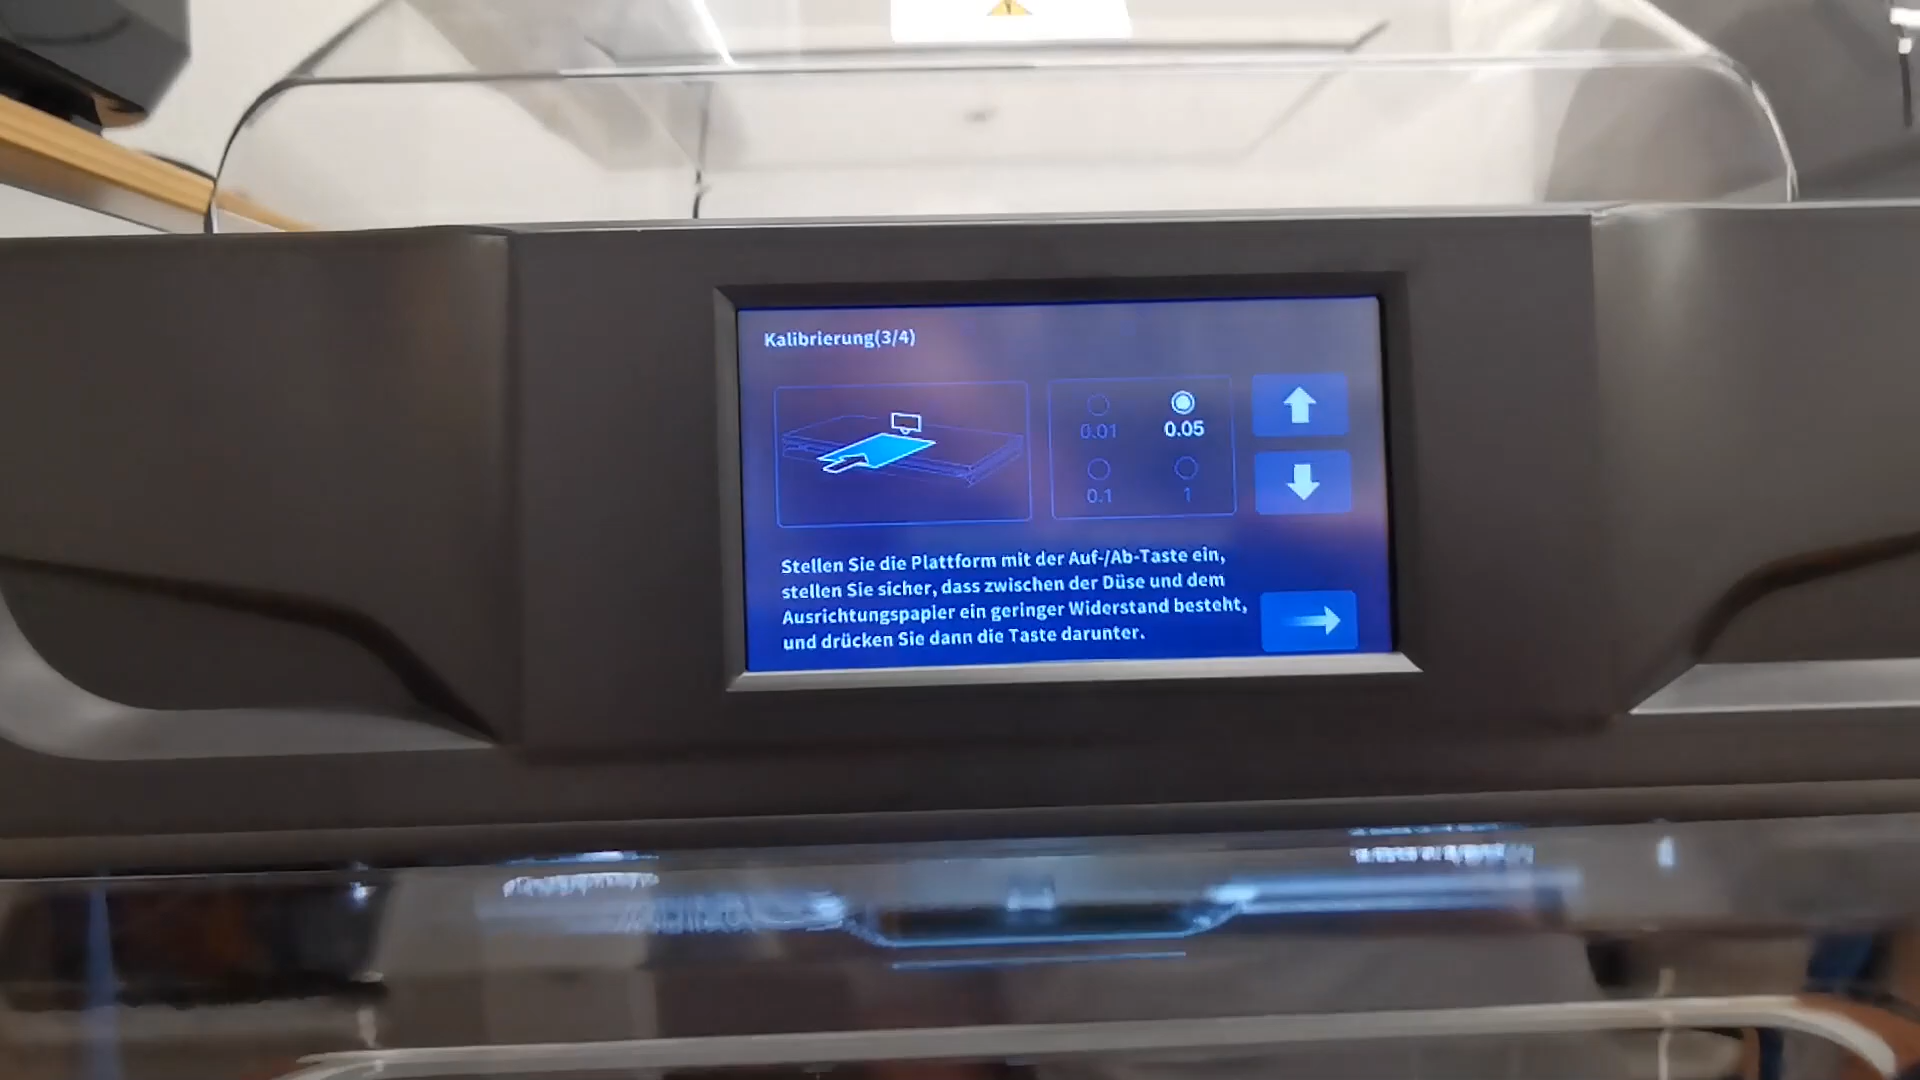 Kalibrierung(3/4)
0.01
0.05
0.1
1
Stellen Sie die Plattform mit der Auf-/Ab-Taste ein,
stellen Sie sicher, dass zwischen der Düse und dem
Ausrichtungspapier ein geringer Widerstand besteht,
und drücken Sie dann die Taste darunter.